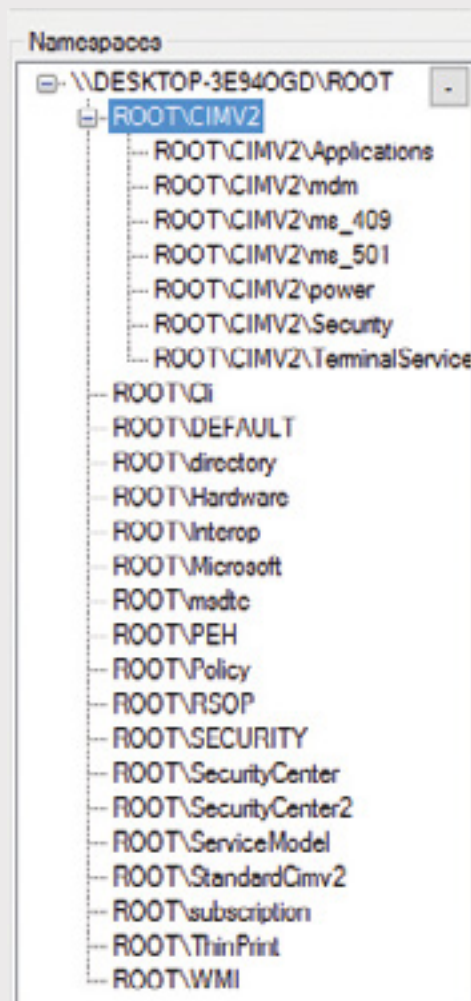 Namespaces
\\DESKTOP-3E94OGD\ROOT
-
ROOT\CIMV2
ROOT\CIMV2\Applications
ROOT\CIMV2\mdm
ROOT\CIMV2\ms_409
ROOT\CIMV2\ms_501
ROOT\CIMV2\power
ROOT\CIMV2\Security
ROOT\CIMV2\TerminalService
ROOT\Cli
ROOT\DEFAULT
ROOT\directory
ROOT\Hardware
ROOT\Interop
ROOT\Microsoft
ROOT\msdtc
ROOT\PEH
ROOT\Policy
ROOT\RSOP
ROOT\SECURITY
ROOT\SecurityCenter
ROOT\SecurityCenter2
ROOT\ServiceModel
ROOT\StandardCimv2
ROOT\subscription
ROOT\ThinPrint
ROOT\WMI